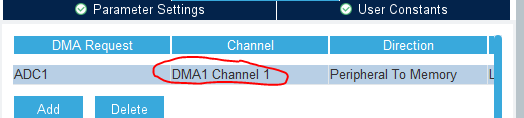 Parameter Settings User Constants
DMA Request Channel Direction
ADC1 DMA1 Channel 1 Peripheral To Memory L
Add Delete